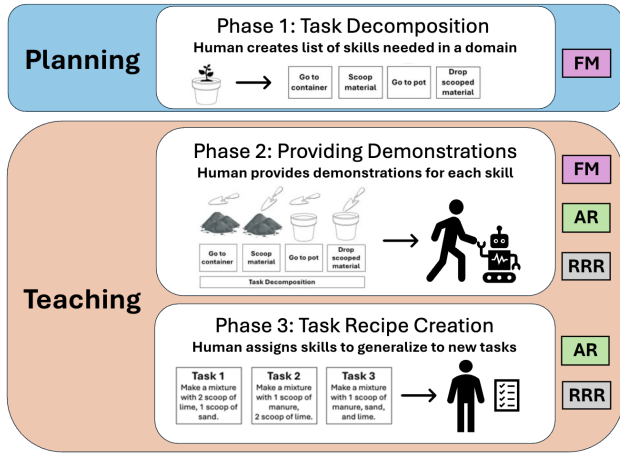 Planning
Phase 1: Task Decomposition
Human creates list of skills needed in a domain
Go to
container
Scoop
material
Go to pot
Drop
scooped
material
FM
Teaching
Phase 2: Providing Demonstrations
Human provides demonstrations for each skill
Go to
container
Scoop
material
Go to pot
Drop
scooped
material
Task Decomposition
FM
AR
RRR
Phase 3: Task Recipe Creation
Human assigns skills to generalize to new tasks
Task 1
Make a mixture
with 2 scoop of
lime, 1 scoop of
sand.
Task 2
Make a mixture
with 1 scoop of
manure,
2 scoop of lime.
Task 3
Make a mixture
with 1 scoop of
manure, sand,
and lime.
AR
RRR